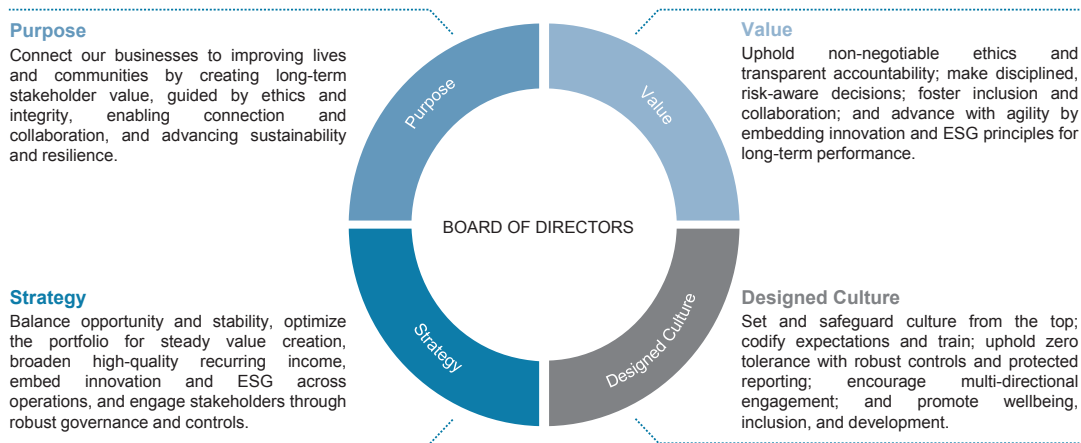 Purpose
Connect our businesses to improving lives
and communities by creating long-term
stakeholder value, guided by ethics and
integrity, enabling connection and
collaboration, and advancing sustainability
and resilience.
Value
Uphold non-negotiable ethics and
transparent accountability; make disciplined,
risk-aware decisions; foster inclusion and
collaboration; and advance with agility by
embedding innovation and ESG principles for
long-term performance.
Purpose
Value
BOARD OF DIRECTORS
Strategy
Designed Culture
Strategy
Balance opportunity and stability, optimize
the portfolio for steady value creation,
broaden high-quality recurring income,
embed innovation and ESG across
operations, and engage stakeholders through
robust governance and controls.
Designed Culture
Set and safeguard culture from the top;
codify expectations and train; uphold zero
tolerance with robust controls and protected
reporting; encourage multi-directional
engagement; and promote wellbeing,
inclusion, and development.